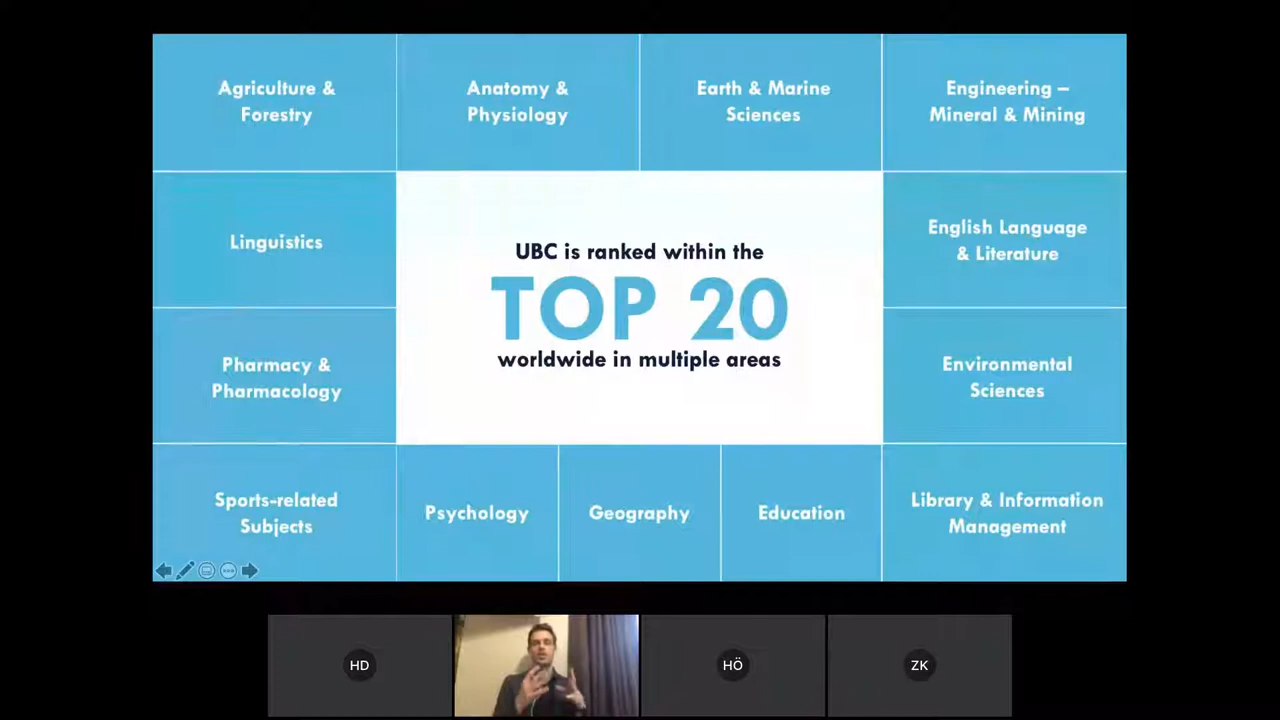 Agriculture &
Forestry
Anatomy &
Physiology
Earth & Marine
Sciences
Engineering –
Mineral & Mining
Linguistics
UBC is ranked within the
TOP 20
worldwide in multiple areas
English Language
& Literature
Pharmacy &
Pharmacology
Environmental
Sciences
Sports-related
Subjects
Psychology
Geography
Education
Library & Information
Management
HD
HÖ
ZK